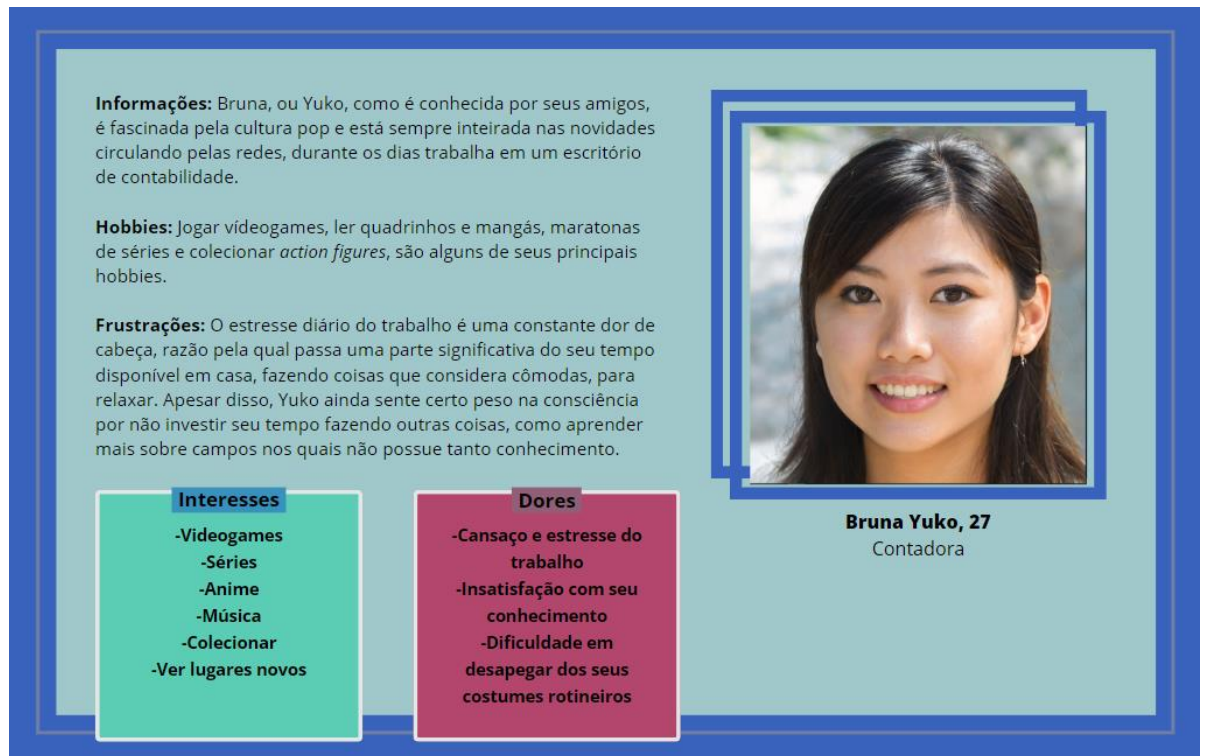 Informações: Bruna, ou Yuko, como é conhecida por seus amigos,
é fascinada pela cultura pop e está sempre inteirada nas novidades
circulando pelas redes, durante os dias trabalha em um escritório
de contabilidade.
Hobbies: Jogar vídeogames, ler quadrinhos e mangás, maratonas
de séries e colecionar action figures, são alguns de seus principais
hobbies.
Frustrações: O estresse diário do trabalho é uma constante dor de
cabeça, razão pela qual passa uma parte significativa do seu tempo
disponível em casa, fazendo coisas que considera cômodas, para
relaxar. Apesar disso, Yuko ainda sente certo peso na consciência
por não investir seu tempo fazendo outras coisas, como aprender
mais sobre campos nos quais não possue tanto conhecimento.
Interesses
-Videogames
-Séries
-Anime
-Música
-Colecionar
-Ver lugares novos
Dores
-Cansaço e estresse do
trabalho
-Insatisfação com seu
conhecimento
-Dificuldade em
desapegar dos seus
costumes rotineiros
Bruna Yuko, 27
Contadora